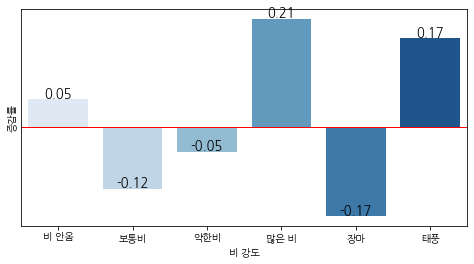 0.21
0.17
0.05
-0.05
-0.12
-0.17
증감률
비 안옴
보통비
약한비
많은 비
장마
태풍
비 강도